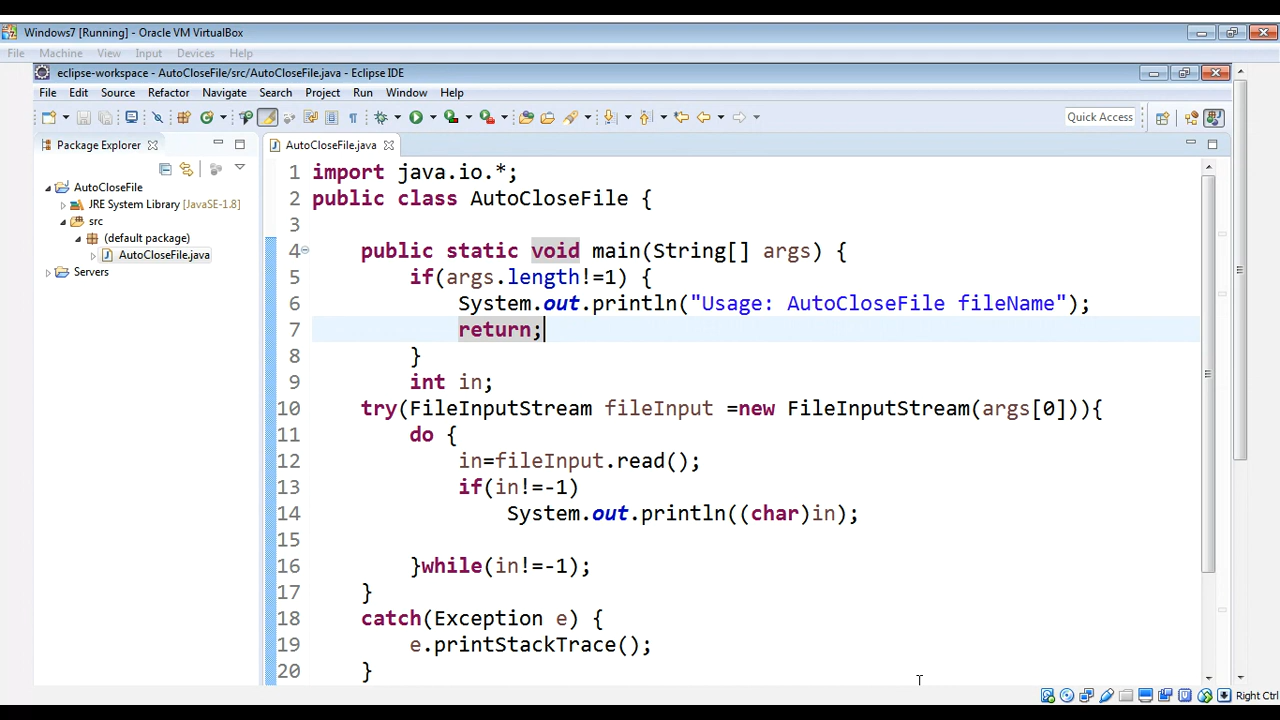 Windows7 [Running] - Oracle VM VirtualBox
File Machine View Input Devices Help
eclipse-workspace - AutoCloseFile/src/AutoCloseFile.java - Eclipse IDE
File Edit Source Refactor Navigate Search Project Run Window Help
Quick Access
Package Explorer
AutoCloseFile
JRE System Library [JavaSE-1.8]
src
(default package)
AutoCloseFile.java
Servers
AutoCloseFile.java
1 import java.io.*;
2 public class AutoCloseFile {
3
4 public static void main(String[] args) {
5 if(args.length!=1) {
6 System.out.println("Usage: AutoCloseFile fileName");
7 return;
8 }
9 int in;
10 try(FileInputStream fileInput =new FileInputStream(args[0])){
11 do {
12 in=fileInput.read();
13 if(in!=-1)
14 System.out.println((char)in);
15
16 }while(in!=-1);
17 }
18 catch(Exception e) {
19 e.printStackTrace();
20 }
Right Ctrl